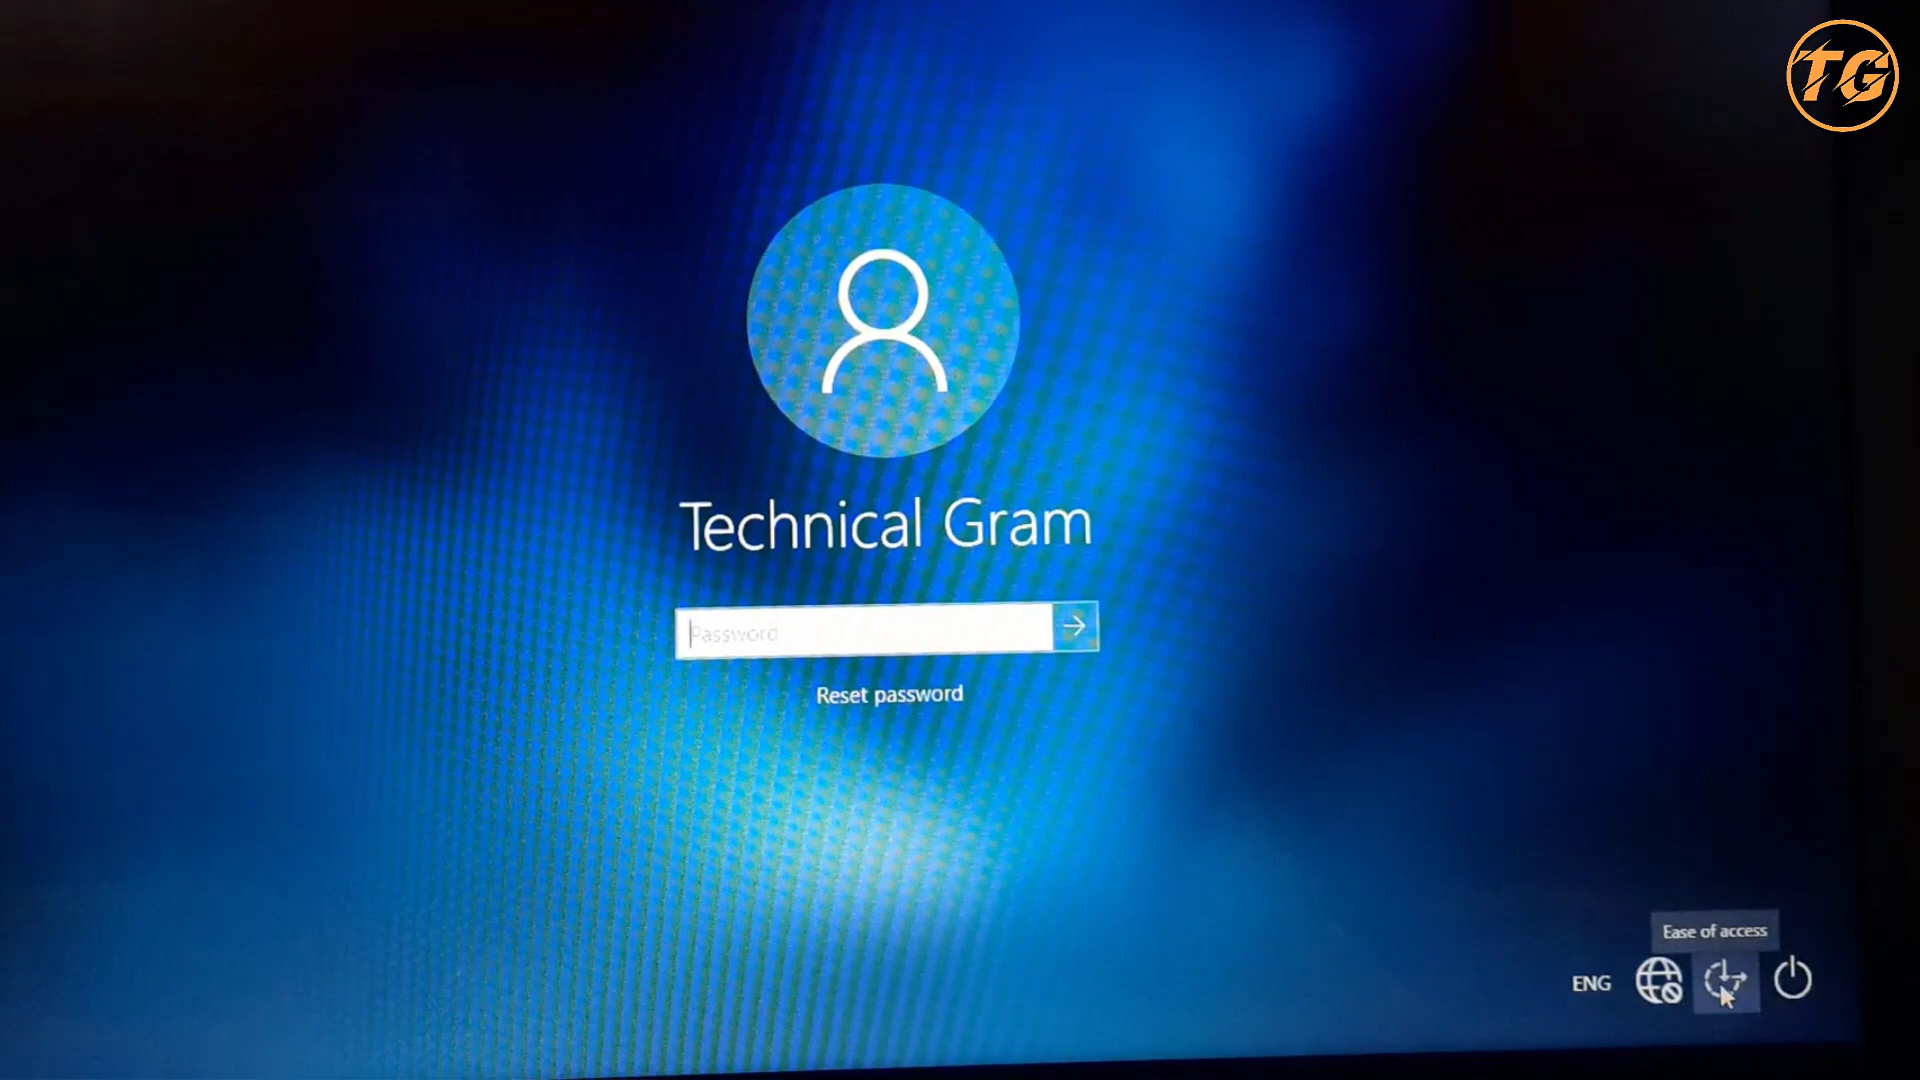 TG
Technical Gram
Password
Reset password
Ease of access
ENG